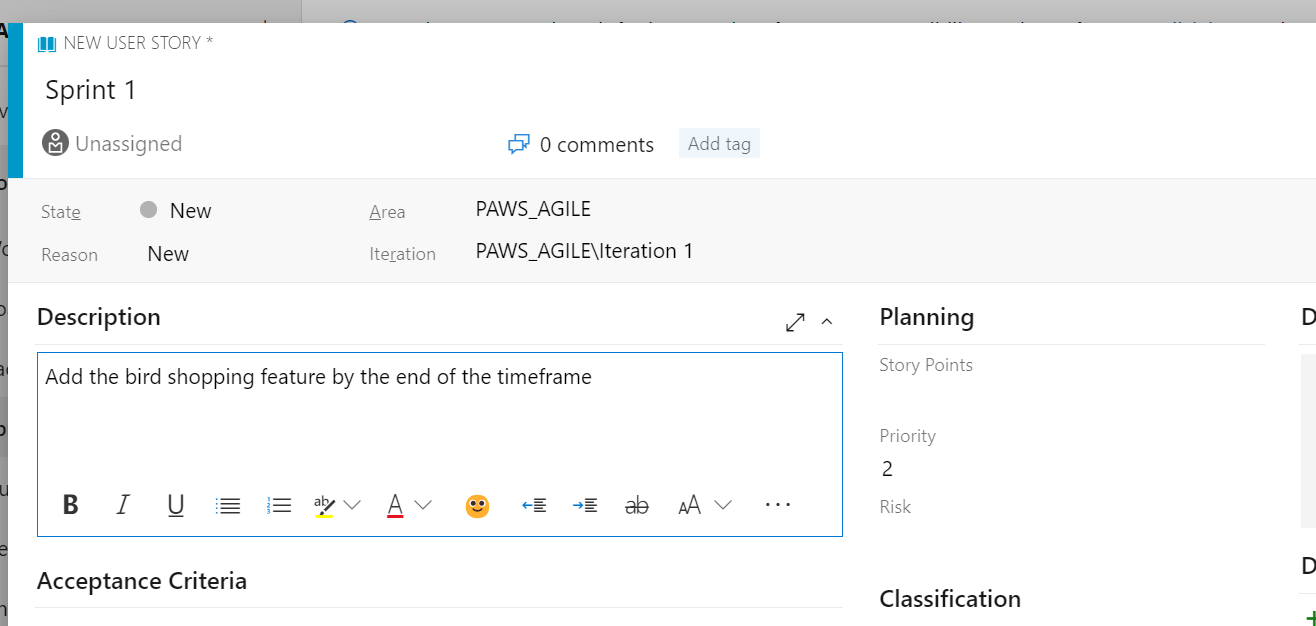 NEW USER STORY *
Sprint 1
Unassigned
0 comments
Add tag
State
New
Area
PAWS_AGILE
Reason
New
Iteration
PAWS_AGILE\Iteration 1
Description
Planning
Add the bird shopping feature by the end of the timeframe
Story Points
Priority
2
Risk
B I U ab A ab AA ...
Acceptance Criteria
Classification